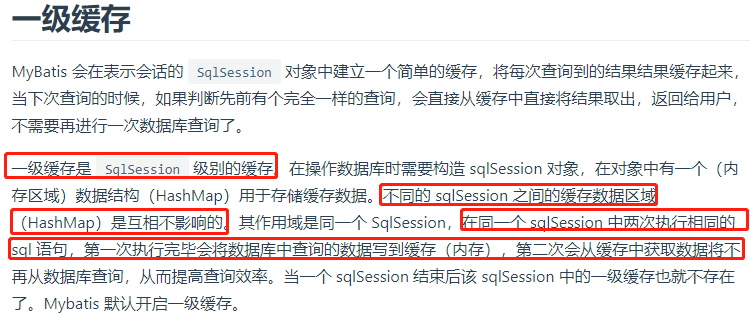 一级缓存
MyBatis 会在表示会话的 SqlSession 对象中建立一个简单的缓存，将每次查询到的结果结果缓存起来，
当下次查询的时候，如果判断先前有个完全一样的查询，会直接从缓存中直接将结果取出，返回给用户，
不需要再进行一次数据库查询了。
一级缓存是 SqlSession 级别的缓存。在操作数据库时需要构造 sqlSession 对象，在对象中有一个（内
存区域）数据结构（HashMap）用于存储缓存数据。不同的 sqlSession 之间的缓存数据区域
（HashMap）是互相不影响的。其作用域是同一个 SqlSession，在同一个 sqlSession 中两次执行相同的
sql 语句，第一次执行完毕会将数据库中查询的数据写到缓存（内存），第二次会从缓存中获取数据将不
再从数据库查询，从而提高查询效率。当一个 sqlSession 结束后该 sqlSession 中的一级缓存也就不存在
了。Mybatis 默认开启一级缓存。